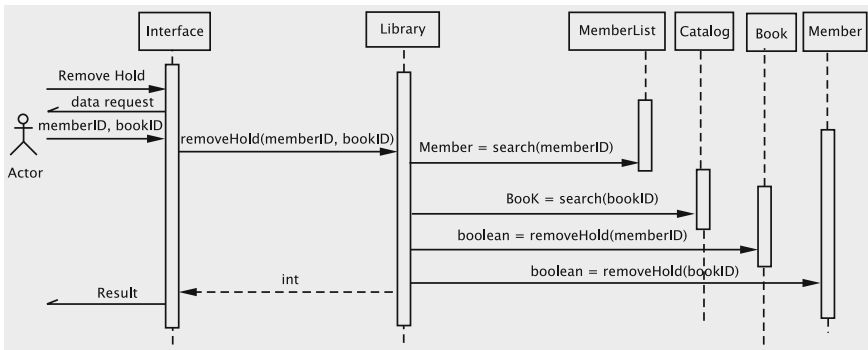 Interface
Library
MemberList
Catalog
Book
Member
Remove Hold
data request
memberID, bookID
Actor
removeHold(memberID, bookID)
Member = search(memberID)
BooK = search(bookID)
boolean = removeHold(memberID)
boolean = removeHold(bookID)
int
Result